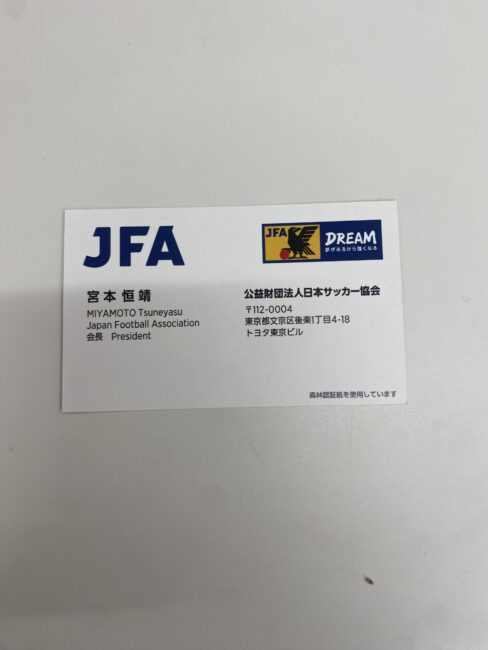 JFA
JFA DREAM
夢があるから強くなる
宮本 恒靖
MIYAMOTO Tsuneyasu
Japan Football Association
会長 President
公益財団法人日本サッカー協会
〒112-0004
東京都文京区後楽1丁目4-18
トヨタ東京ビル
森林認証紙を使用しています